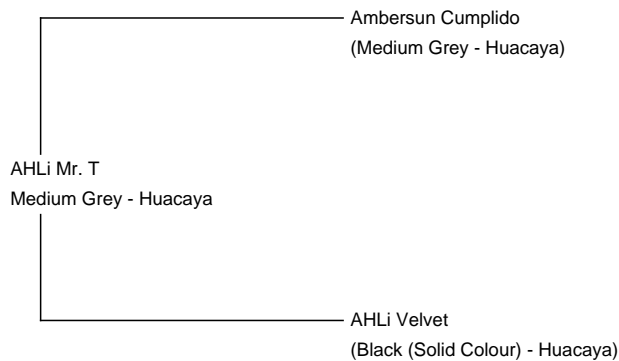 Ambersun Cumplido
(Medium Grey - Huacaya)
AHLi Mr. T
Medium Grey - Huacaya
AHLi Velvet
(Black (Solid Colour) - Huacaya)